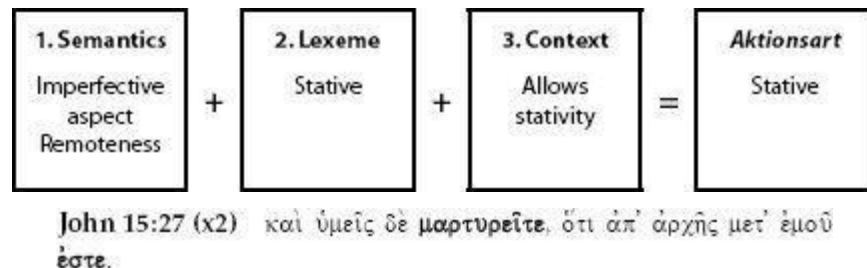 1. Semantics
Imperfective
aspect
Remoteness
+
2. Lexeme
Stative
+
3. Context
Allows
stativity
=
Aktionsart
Stative
John 15:27 (x2) καὶ ὑμεῖς δὲ μαρτυρεῖτε, ὅτι ἀπ’ ἀρχῆς μετ’ ἐμοῦ
ἐστε.